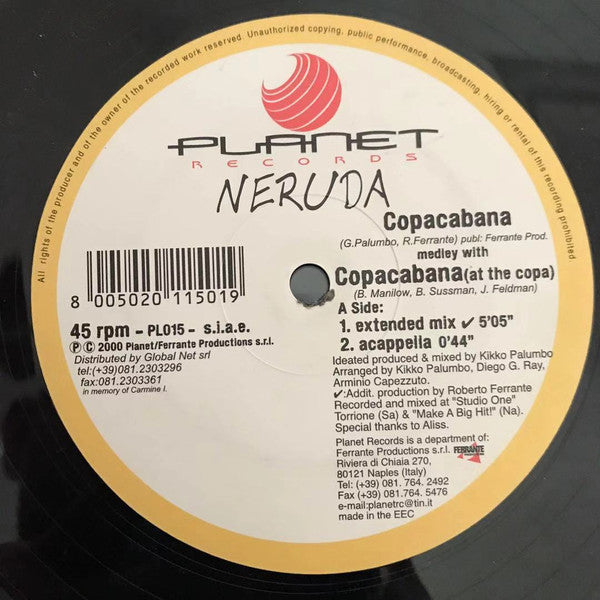 All rights of the producer and of the owner of the recorded work reserved. Unauthorized copying, public performance, broadcasting, hiring or rental of this recording prohibited.
PLANET
RECORDS
NERUDA
Copacabana
(G.Palumbo, R.Ferrante) publ: Ferrante Prod.
medley with
Copacabana(at the copa)
(B. Manilow, B. Sussman, J. Feldman)
A Side:
1. extended mix ✔ 5'05"
2. acappella 0'44"
8 005020 115019
45 rpm - PL015 - s.i.a.e.
Ⓟ © 2000 Planet/Ferrante Productions s.r.l.
Distributed by Global Net srl
tel:(+39)081.2303296
fax:081.2303361
in memory of Carmine I.
Ideated produced & mixed by Kikko Palumbo
Arranged by Kikko Palumbo, Diego G. Ray,
Arminio Capezzuto.
✔:Addit. production by Roberto Ferrante
Recorded and mixed at "Studio One"
Torrione (Sa) & "Make A Big Hit!" (Na).
Special thanks to Aliss.
Planet Records is a department of:
Ferrante Productions s.r.l. FERRANTE
Riviera di Chiaia 270,
80121 Naples (Italy)
Tel: (+39) 081. 764. 2492
Fax (+39) 081.764. 5476
e-mail:planetrc@tin.it
made in the EEC